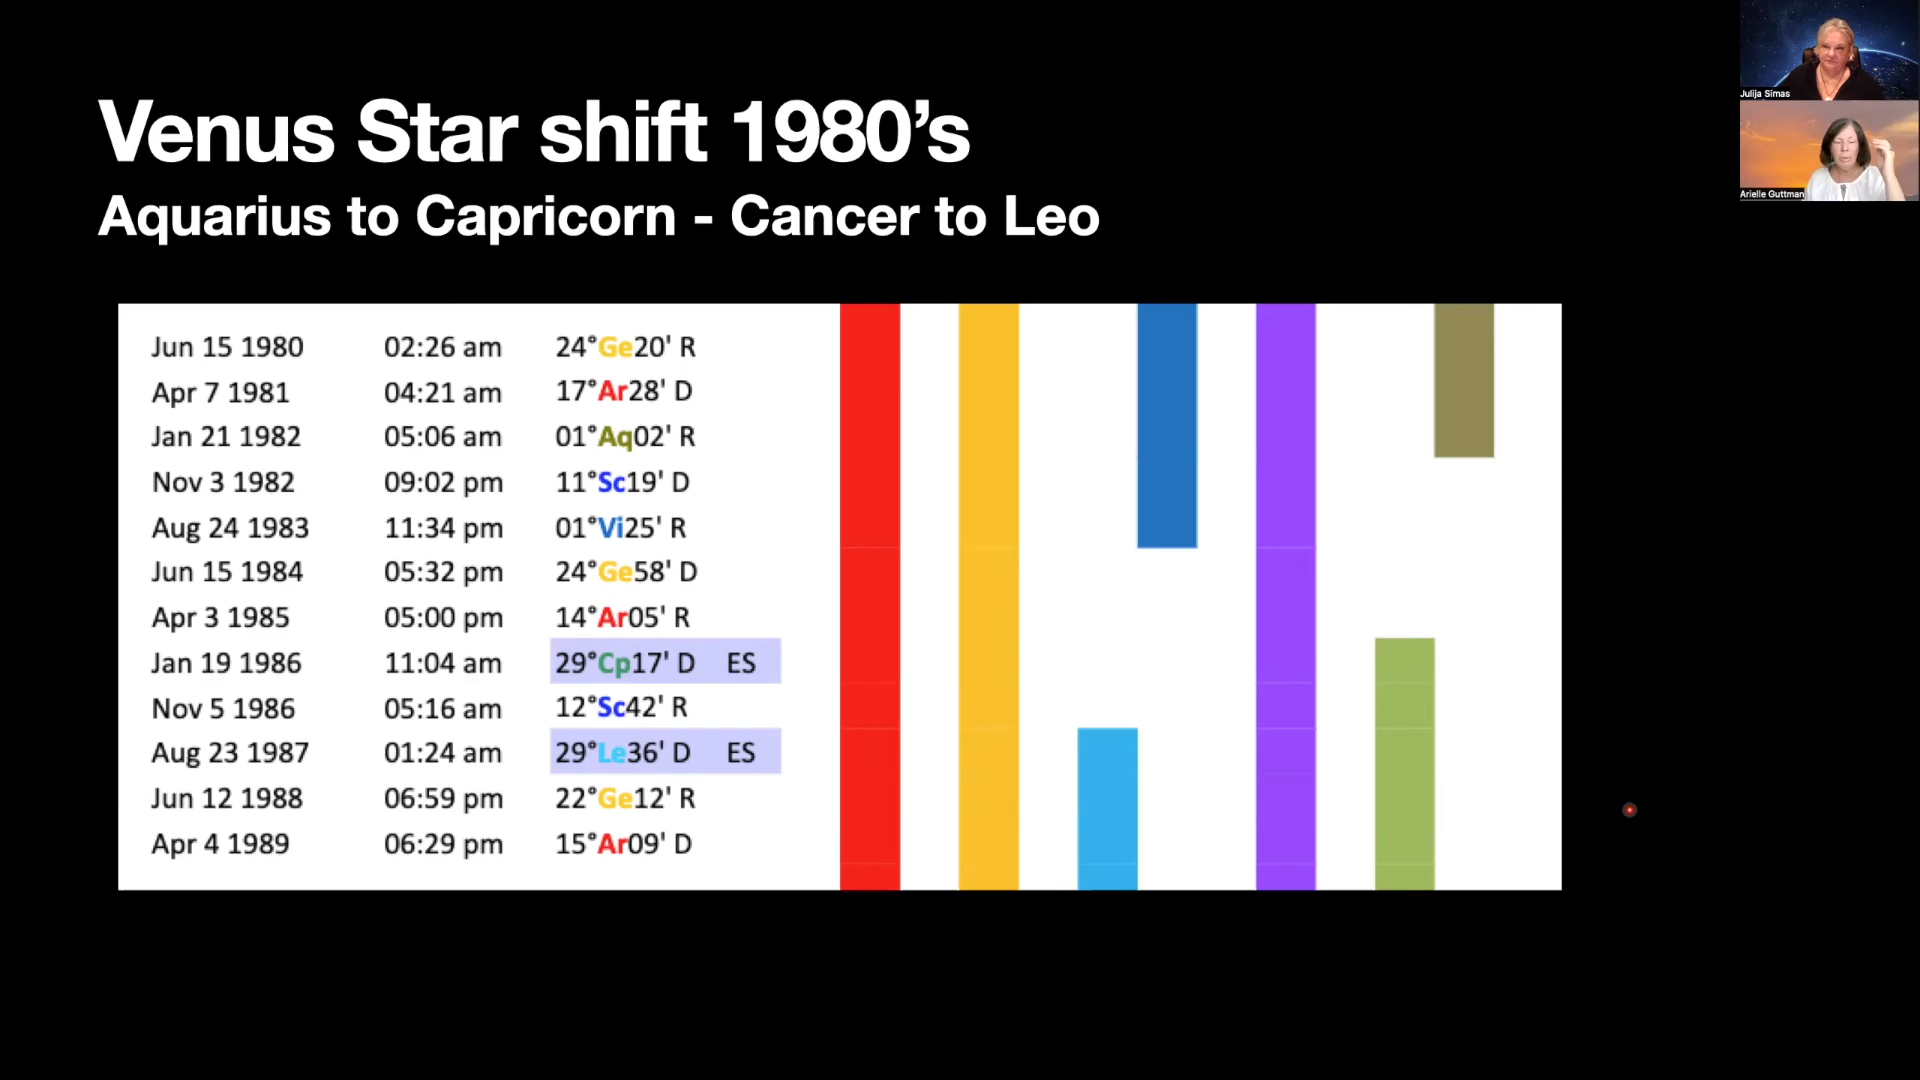 Venus Star shift 1980’s
Aquarius to Capricorn - Cancer to Leo
Jun 15 1980 02:26 am 24°Ge20' R
Apr 7 1981 04:21 am 17°Ar28' D
Jan 21 1982 05:06 am 01°Aq02' R
Nov 3 1982 09:02 pm 11°Sc19' D
Aug 24 1983 11:34 pm 01°Vi25' R
Jun 15 1984 05:32 pm 24°Ge58' D
Apr 3 1985 05:00 pm 14°Ar05' R
Jan 19 1986 11:04 am 29°Cp17' D ES
Nov 5 1986 05:16 am 12°Sc42' R
Aug 23 1987 01:24 am 29°Le36' D ES
Jun 12 1988 06:59 pm 22°Ge12' R
Apr 4 1989 06:29 pm 15°Ar09' D
Julija Simas
Arielle Guttman